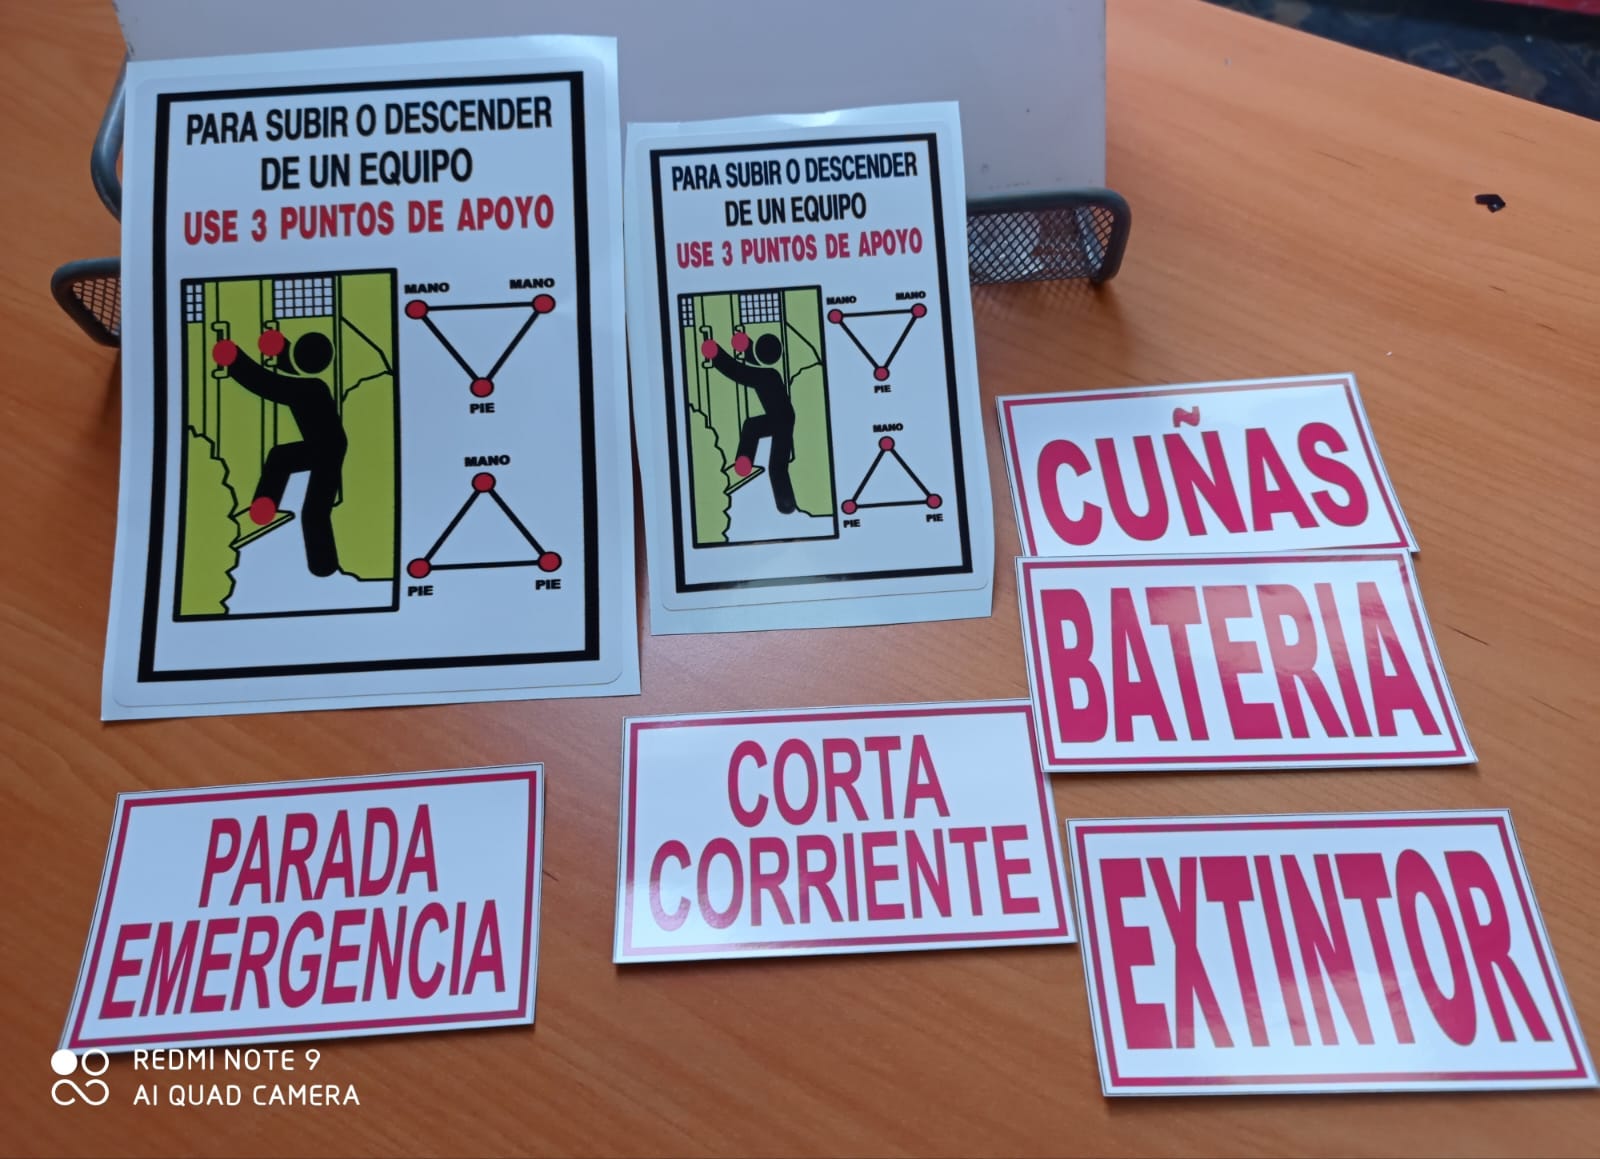 PARA SUBIR O DESCENDER
DE UN EQUIPO
USE 3 PUNTOS DE APOYO
MANO
MANO
PIE
MANO
PIE
PIE
PARA SUBIR O DESCENDER
DE UN EQUIPO
USE 3 PUNTOS DE APOYO
MANO
MANO
PIE
MANO
PIE
PIE
CUÑAS
BATERIA
CORTA
CORRIENTE
EXTINTOR
PARADA
EMERGENCIA
REDMI NOTE 9
AI QUAD CAMERA